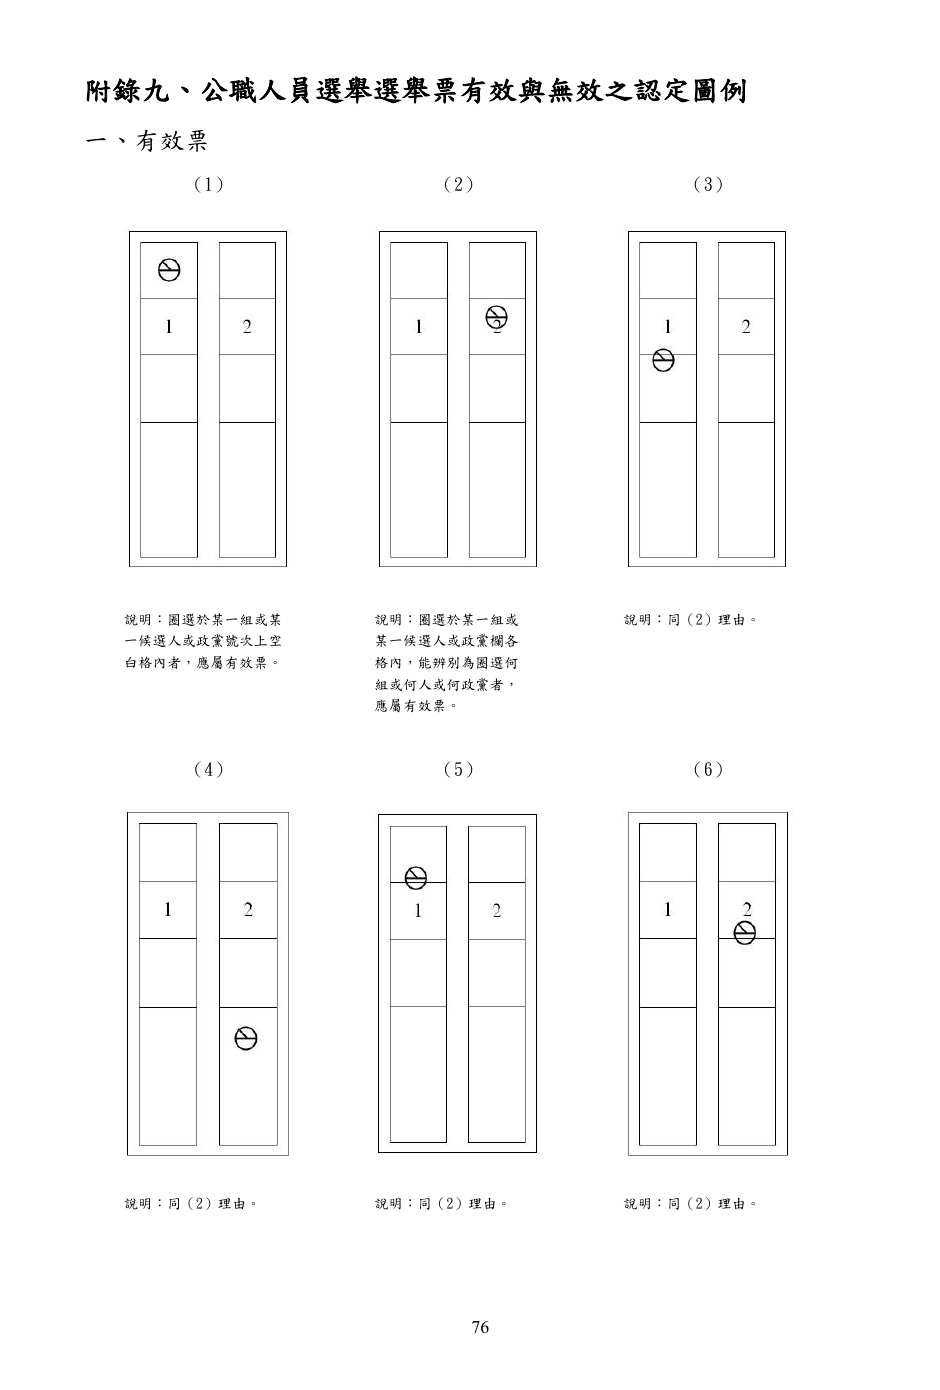 附錄九、公職人員選舉選舉票有效與無效之認定圖例
一、有效票
（1） （2） （3）
1 2 1 2 1 2
說明：圈選於某一組或某
一候選人或政黨號次上空
白格內者，應屬有效票。
說明：圈選於某一組或
某一候選人或政黨欄各
格內，能辨別為圈選何
組或何人或何政黨者，
應屬有效票。
說明：同（2）理由。
（4） （5） （6）
1 2 1 2 1 2
說明：同（2）理由。
說明：同（2）理由。
說明：同（2）理由。
76